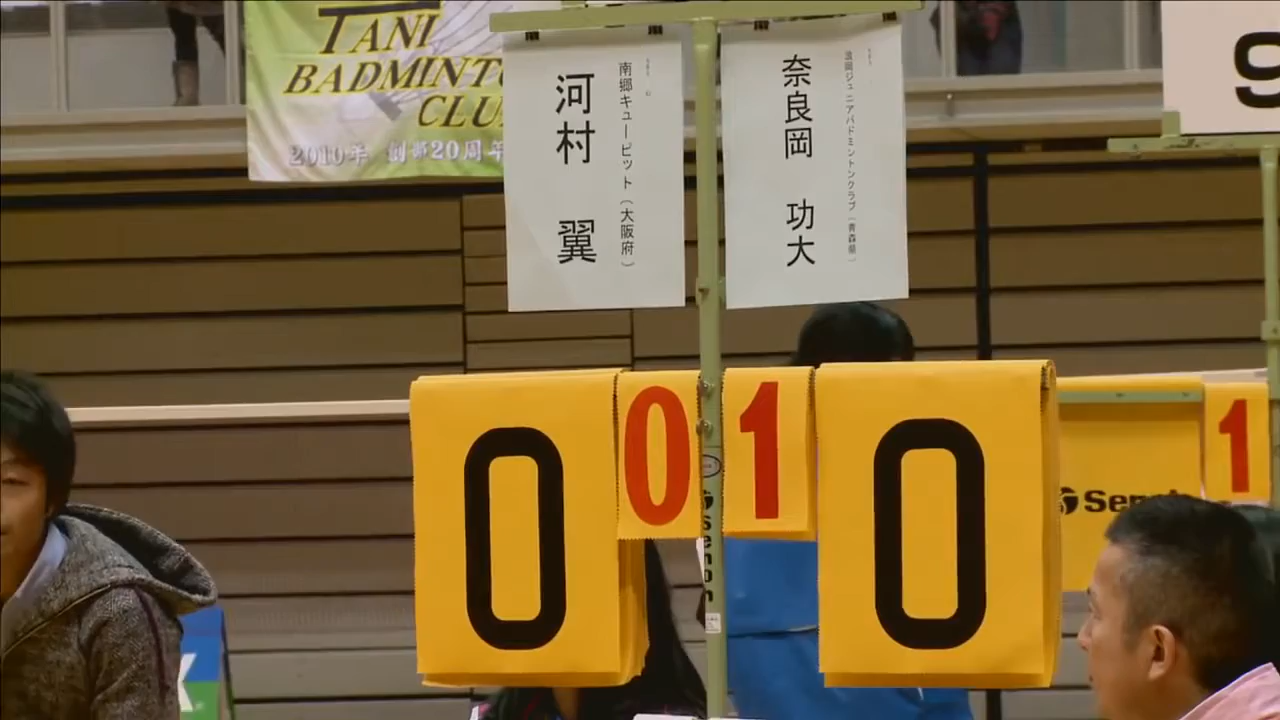 TANI
BADMINT
CLU
2010年 創部20周年
河村 翼
南郷キューピット(大阪府)
奈良岡 功大
浪岡ジュニアバドミントンクラブ(青森県)
9
0
0
1
0
senoh
Sen
1